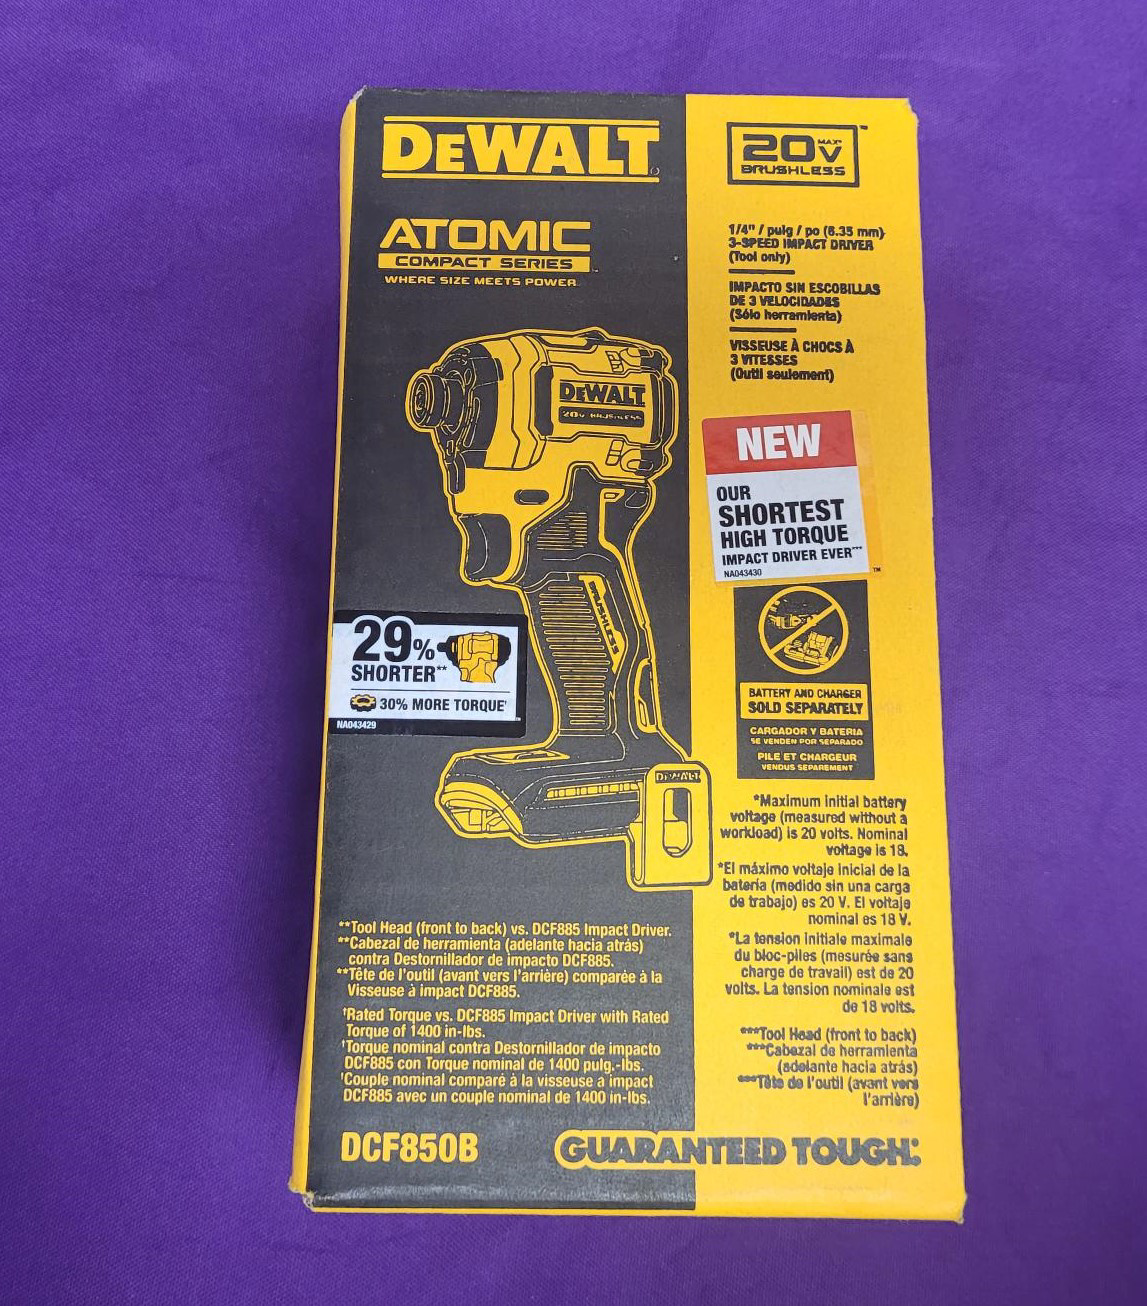 DEWALT
20V MAX*
BRUSHLESS
ATOMIC
COMPACT SERIES
WHERE SIZE MEETS POWER
1/4" / pulg / po (6.35 mm)
3-SPEED IMPACT DRIVER
(Tool only)
IMPACTO SIN ESCOBILLAS
DE 3 VELOCIDADES
(Sólo herramienta)
VISSEUSE À CHOCS À
3 VITESSES
(Outil seulement)
DEWALT
20V BRUSHLESS
BRUSHLESS
DEWALT
NEW
OUR
SHORTEST
HIGH TORQUE
IMPACT DRIVER EVER***
NA043430
TM
29%
SHORTER**
30% MORE TORQUE†
NA043429
BATTERY AND CHARGER
SOLD SEPARATELY
CARGADOR Y BATERIA
SE VENDEN POR SEPARADO
PILE ET CHARGEUR
VENDUS SEPAREMENT
*Maximum initial battery
voltage (measured without a
workload) is 20 volts. Nominal
voltage is 18.
*El máximo voltaje inicial de la
batería (medido sin una carga
de trabajo) es 20 V. El voltaje
nominal es 18 V.
*La tension initiale maximale
du bloc-piles (mesurée sans
charge de travail) est de 20
volts. La tension nominale est
de 18 volts.
***Tool Head (front to back)
***Cabezal de herramienta
(adelante hacia atrás)
***Tête de l'outil (avant vers
l'arrière)
**Tool Head (front to back) vs. DCF885 Impact Driver.
**Cabezal de herramienta (adelante hacia atrás)
contra Destornillador de impacto DCF885.
**Tête de l'outil (avant vers l'arrière) comparée à la
Visseuse à impact DCF885.
†Rated Torque vs. DCF885 Impact Driver with Rated
Torque of 1400 in-lbs.
†Torque nominal contra Destornillador de impacto
DCF885 con Torque nominal de 1400 pulg.-lbs.
†Couple nominal comparé à la visseuse à impact
DCF885 avec un couple nominal de 1400 in-lbs.
DCF850B
GUARANTEED TOUGH.